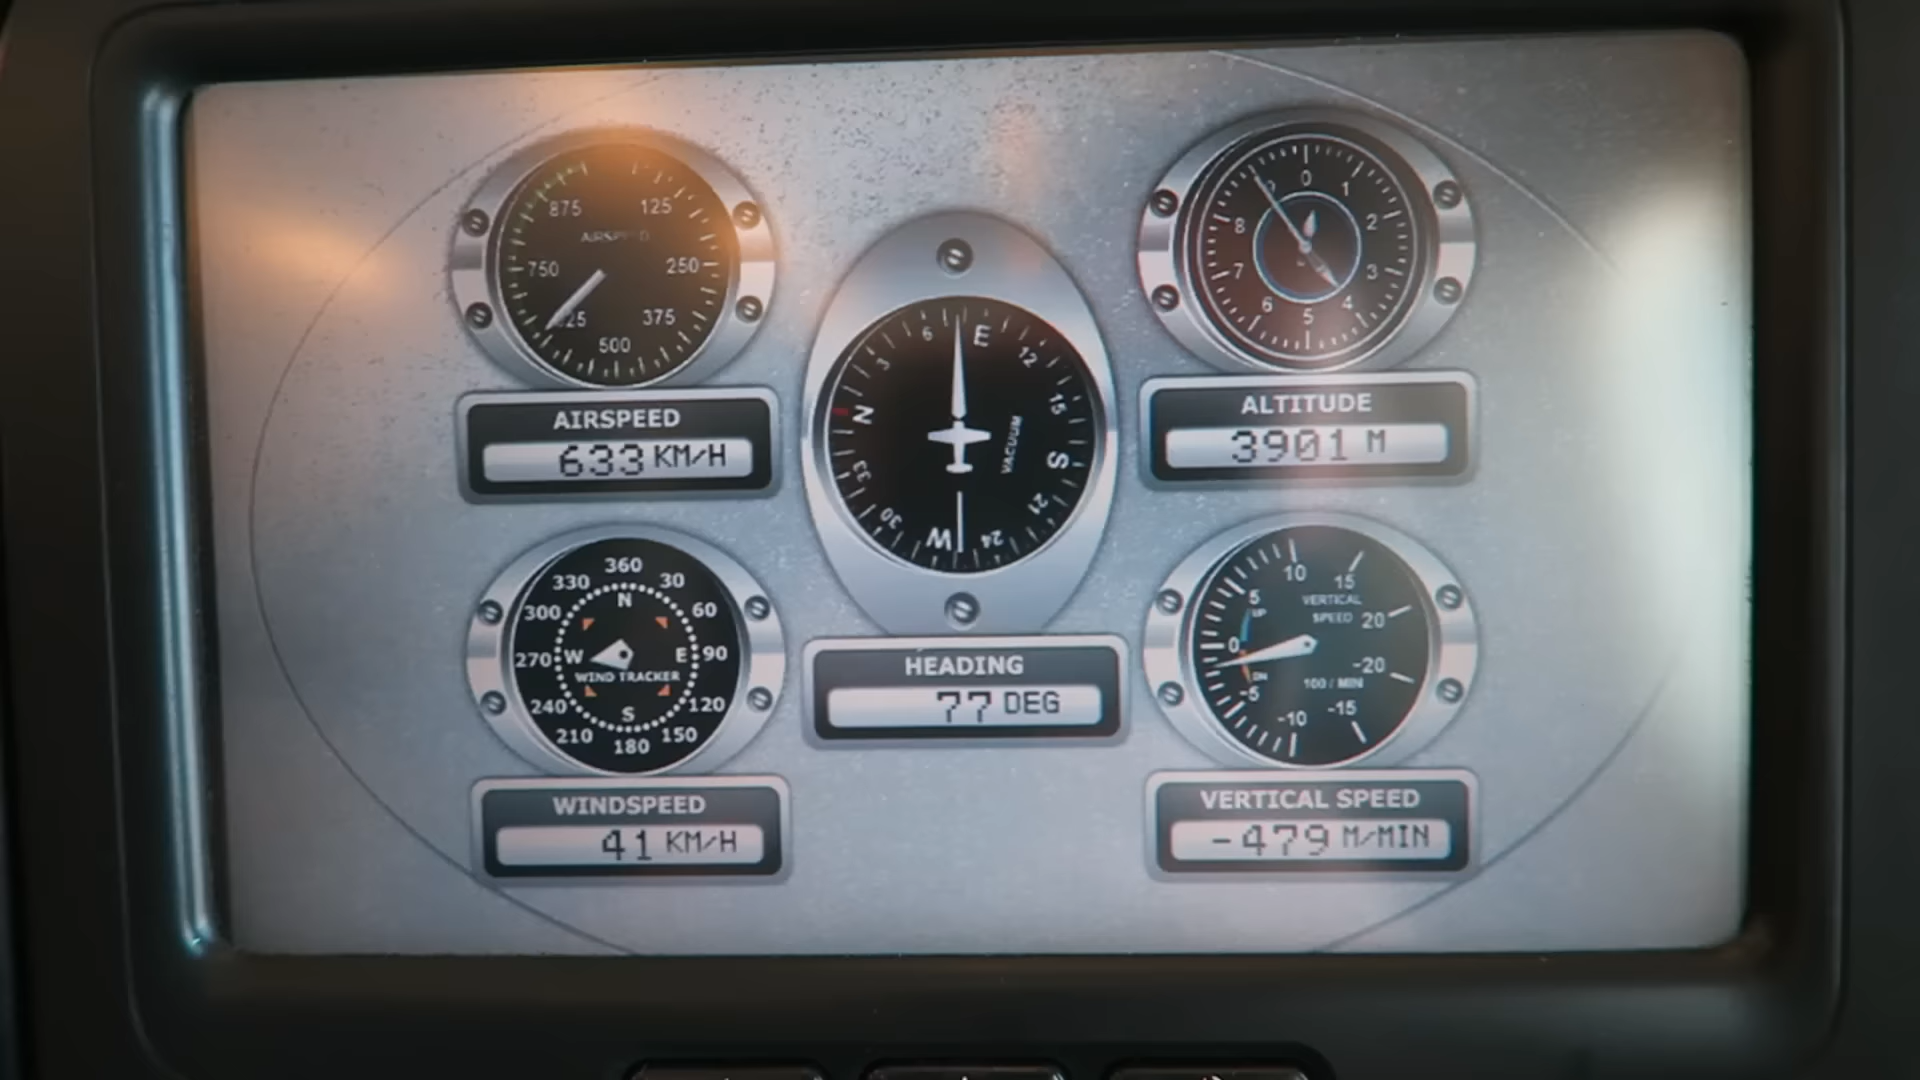 875 125
AIRSPEED
750 250
625 375
500
AIRSPEED
633 KM/H
E
6 12
3 15
N S
VACUUM
33 21
30 24
W
HEADING
77 DEG
0
9 1
8 2
7 3
6 4
5
ALTITUDE
3901 M
360
330 30
N
300 60
270 W E 90
WIND TRACKER
240 120
S
210 150
180
WINDSPEED
41 KM/H
10 15
5 VERTICAL
UP SPEED 20
0
-20
DN 100 / MIN
-5
-10 -15
VERTICAL SPEED
-479 M/MIN